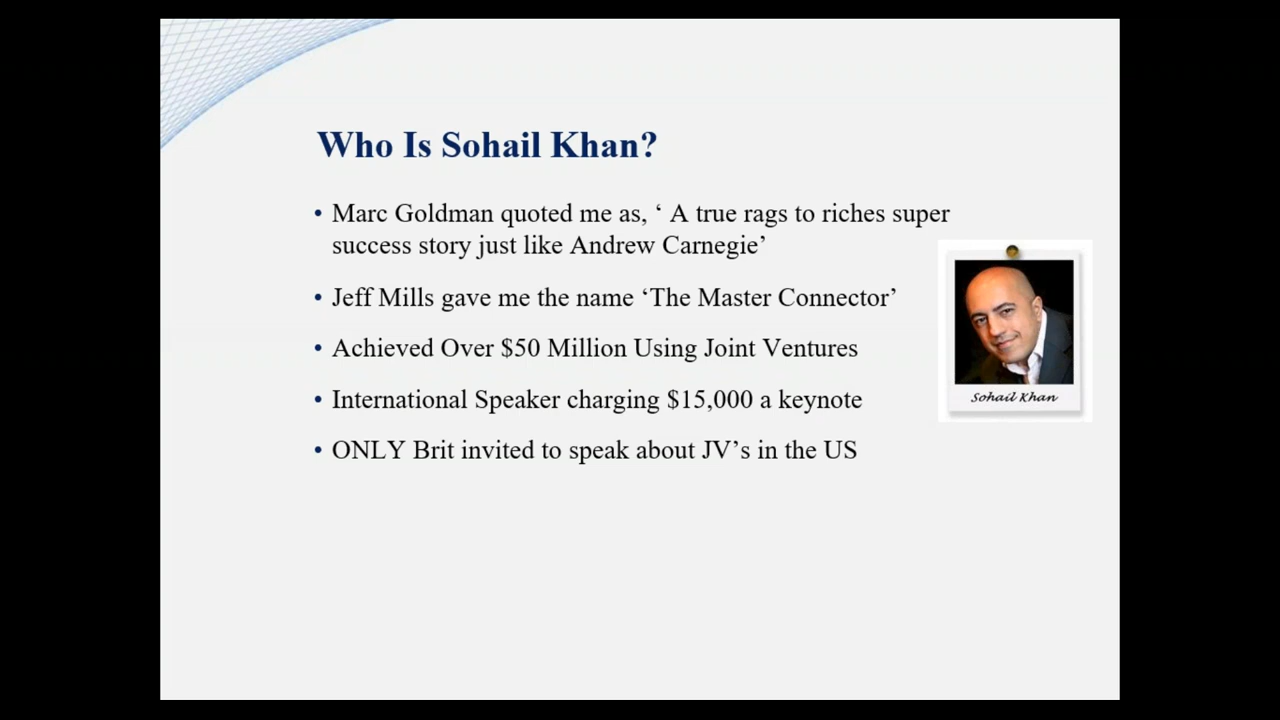 Who Is Sohail Khan?
• Marc Goldman quoted me as, ‘ A true rags to riches super
success story just like Andrew Carnegie’
• Jeff Mills gave me the name ‘The Master Connector’
• Achieved Over $50 Million Using Joint Ventures
• International Speaker charging $15,000 a keynote
• ONLY Brit invited to speak about JV’s in the US
Sohail Khan